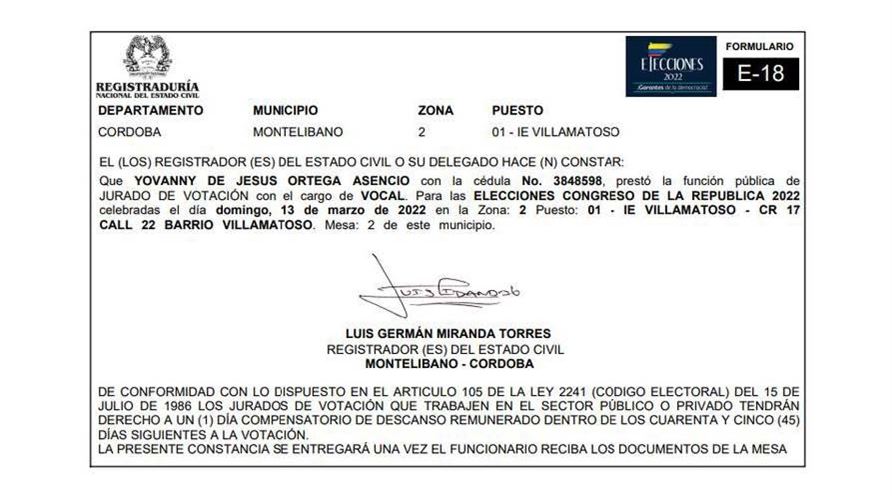 REGISTRADURÍA
NACIONAL DEL ESTADO CIVIL
ELECCIONES
2022
¡Garantes de la democracia!
FORMULARIO
E-18
DEPARTAMENTO MUNICIPIO ZONA PUESTO
CORDOBA MONTELIBANO 2 01 - IE VILLAMATOSO
EL (LOS) REGISTRADOR (ES) DEL ESTADO CIVIL O SU DELEGADO HACE (N) CONSTAR:
Que YOVANNY DE JESUS ORTEGA ASENCIO con la cédula No. 3848598, prestó la función pública de
JURADO DE VOTACIÓN con el cargo de VOCAL. Para las ELECCIONES CONGRESO DE LA REPUBLICA 2022
celebradas el día domingo, 13 de marzo de 2022 en la Zona: 2 Puesto: 01 - IE VILLAMATOSO - CR 17
CALL 22 BARRIO VILLAMATOSO. Mesa: 2 de este municipio.
LUIS GERMÁN MIRANDA TORRES
REGISTRADOR (ES) DEL ESTADO CIVIL
MONTELIBANO - CORDOBA
DE CONFORMIDAD CON LO DISPUESTO EN EL ARTICULO 105 DE LA LEY 2241 (CODIGO ELECTORAL) DEL 15 DE
JULIO DE 1986 LOS JURADOS DE VOTACIÓN QUE TRABAJEN EN EL SECTOR PÚBLICO O PRIVADO TENDRÁN
DERECHO A UN (1) DÍA COMPENSATORIO DE DESCANSO REMUNERADO DENTRO DE LOS CUARENTA Y CINCO (45)
DÍAS SIGUIENTES A LA VOTACIÓN.
LA PRESENTE CONSTANCIA SE ENTREGARÁ UNA VEZ EL FUNCIONARIO RECIBA LOS DOCUMENTOS DE LA MESA